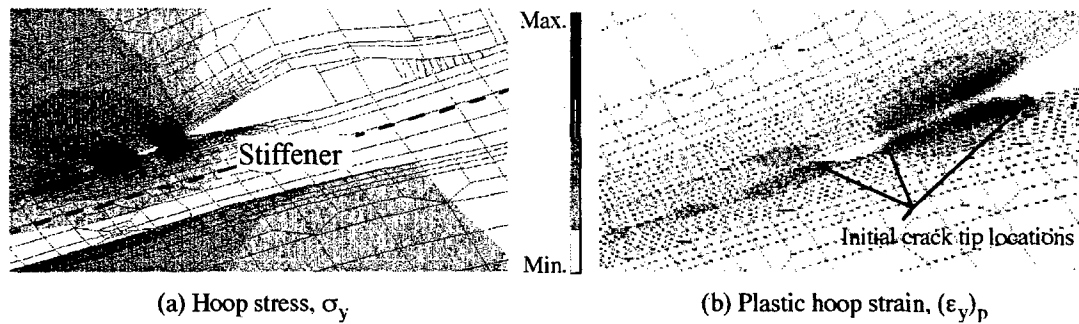 Max.
Stiffener
Min.
Initial crack tip locations
(a) Hoop stress, σy
(b) Plastic hoop strain, (εy)p